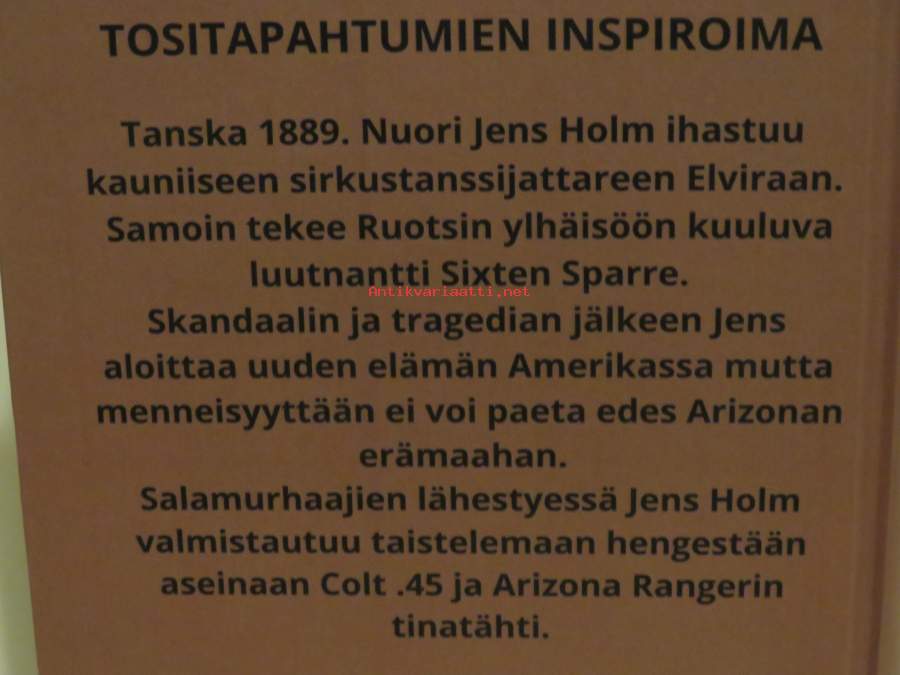 TOSITAPAHTUMIEN INSPIROIMA
Tanska 1889. Nuori Jens Holm ihastuu
kauniiseen sirkustanssijattareen Elviraan.
Samoin tekee Ruotsin ylhäisöön kuuluva
luutnantti Sixten Sparre.
Antikvariaatti.net
Skandaalin ja tragedian jälkeen Jens
aloittaa uuden elämän Amerikassa mutta
menneisyyttään ei voi paeta edes Arizonan
erämaahan.
Salamurhaajien lähestyessä Jens Holm
valmistautuu taistelemaan hengestään
aseinaan Colt .45 ja Arizona Rangerin
tinatähti.